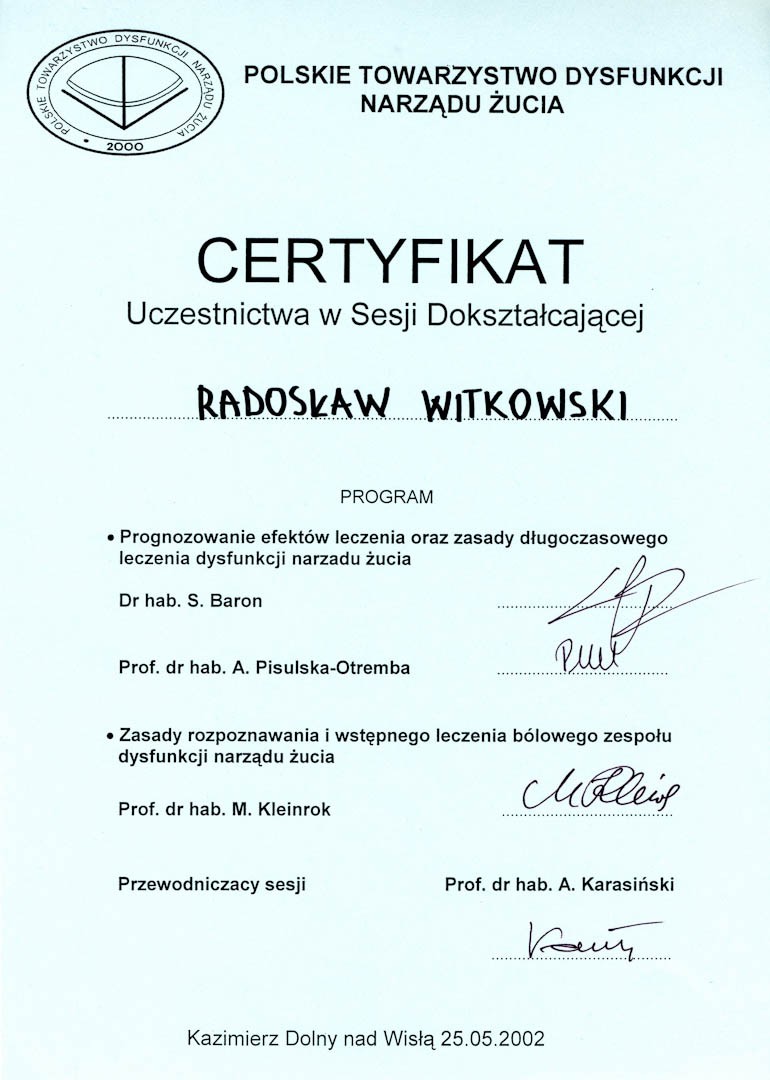 POLSKIE TOWARZYSTWO DYSFUNKCJI NARZĄDU ŻUCIA
* 2000
POLSKIE TOWARZYSTWO DYSFUNKCJI
NARZĄDU ŻUCIA
CERTYFIKAT
Uczestnictwa w Sesji Dokształcającej
RADOSŁAW WITKOWSKI
PROGRAM
• Prognozowanie efektów leczenia oraz zasady długoczasowego
leczenia dysfunkcji narzadu żucia
Dr hab. S. Baron
Prof. dr hab. A. Pisulska-Otremba
• Zasady rozpoznawania i wstępnego leczenia bólowego zespołu
dysfunkcji narządu żucia
Prof. dr hab. M. Kleinrok
Przewodniczacy sesji Prof. dr hab. A. Karasiński
Kazimierz Dolny nad Wisłą 25.05.2002